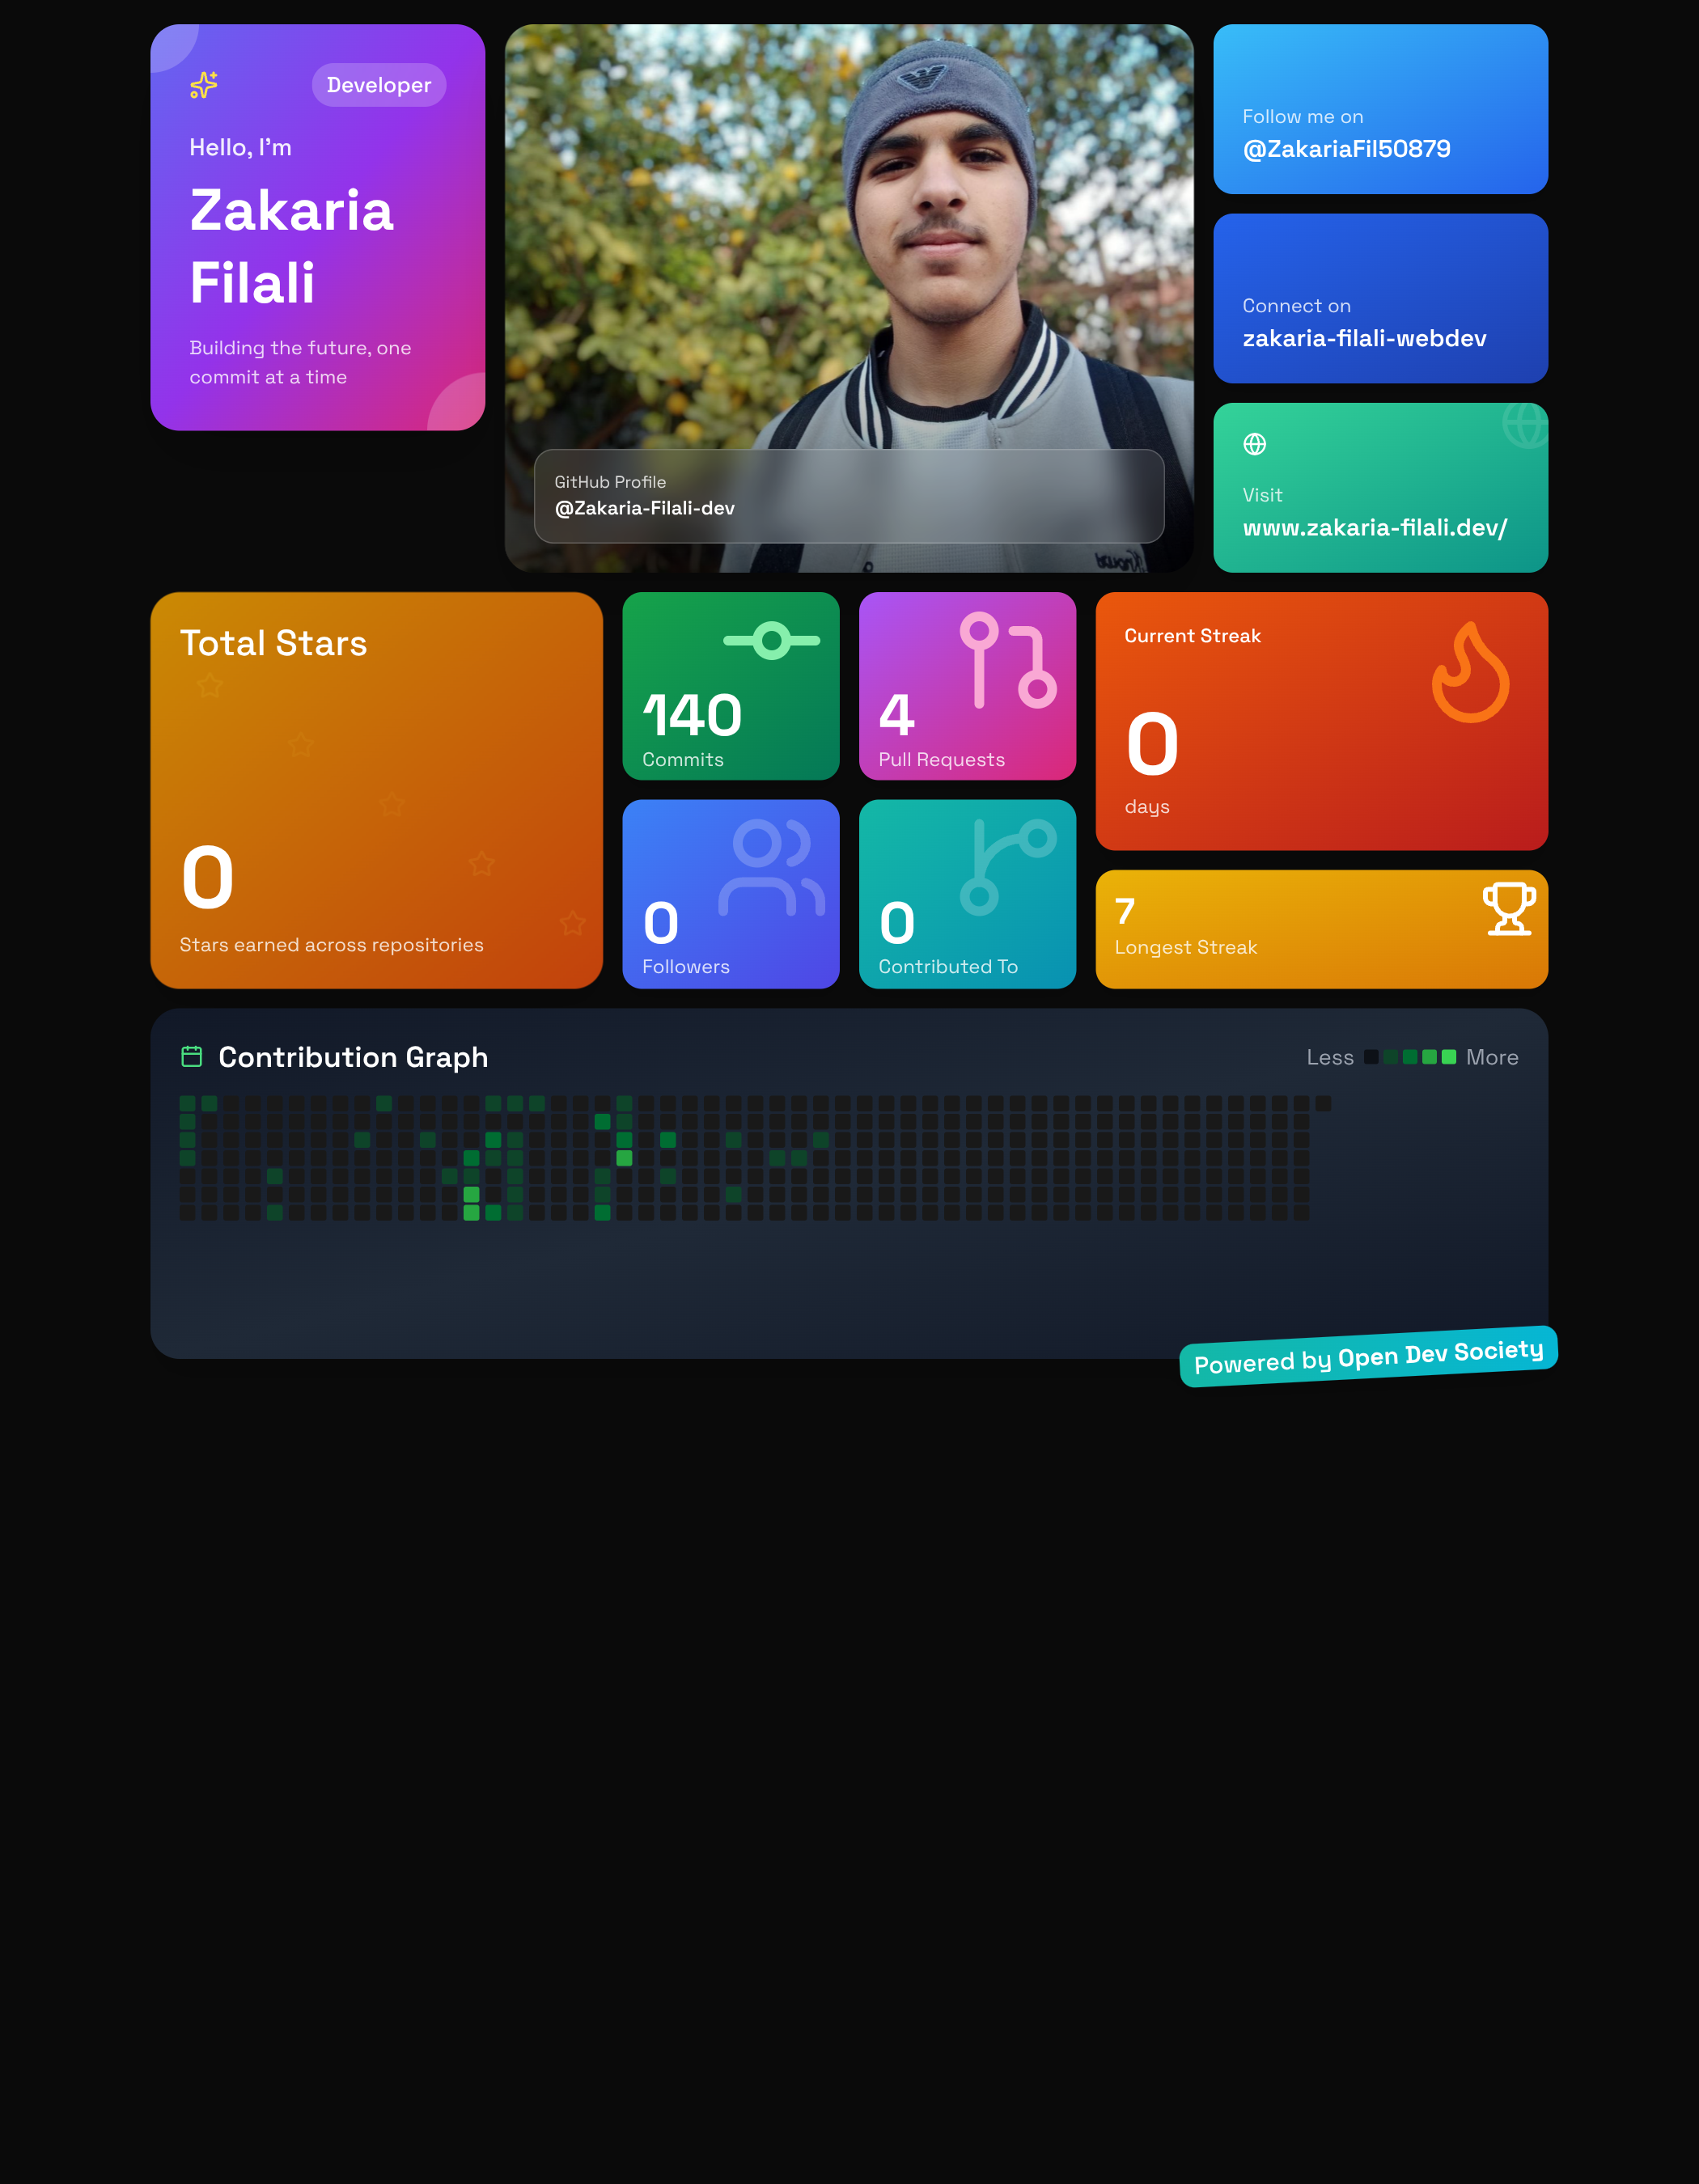 Developer
Hello, I'm
Zakaria
Filali
Building the future, one
commit at a time
GitHub Profile
@Zakaria-Filali-dev
Follow me on
@ZakariaFil50879
Connect on
zakaria-filali-webdev
Visit
www.zakaria-filali.dev/
Total Stars
0
Stars earned across repositories
140
Commits
4
Pull Requests
0
Followers
0
Contributed To
Current Streak
0
days
7
Longest Streak
Contribution Graph
Less More
Powered by Open Dev Society